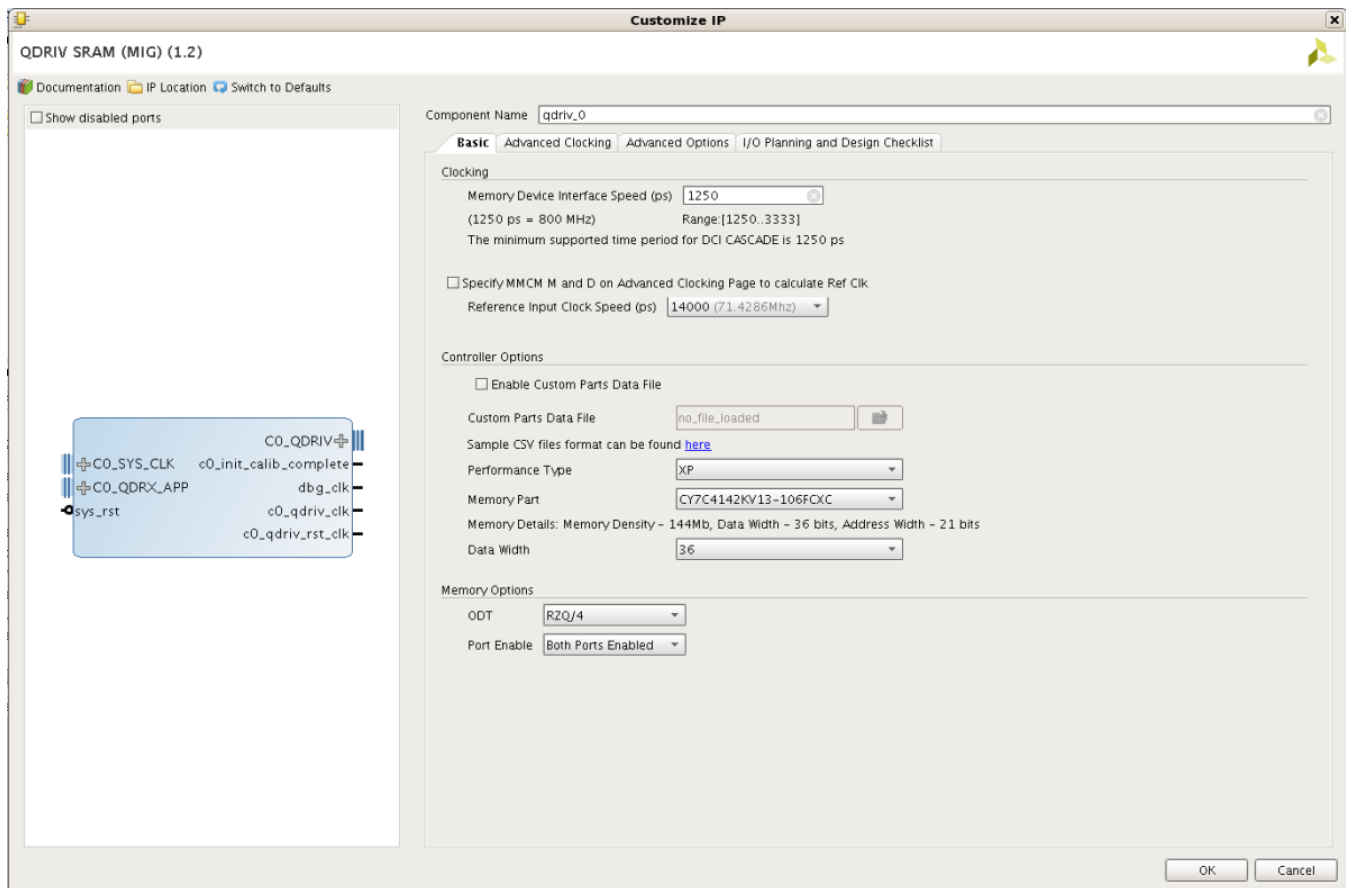 Customize IP
QDRIV SRAM (MIG) (1.2)
Documentation IP Location Switch to Defaults
Show disabled ports
C0_QDRIV
C0_SYS_CLK c0_init_calib_complete
C0_QDRX_APP dbg_clk
sys_rst c0_qdriv_clk
c0_qdriv_rst_clk
Component Name qdriv_0
Basic Advanced Clocking Advanced Options I/O Planning and Design Checklist
Clocking
Memory Device Interface Speed (ps) 1250
(1250 ps = 800 MHz) Range:[1250..3333]
The minimum supported time period for DCI CASCADE is 1250 ps
Specify MMCM M and D on Advanced Clocking Page to calculate Ref Clk
Reference Input Clock Speed (ps) 14000 (71.4286Mhz)
Controller Options
Enable Custom Parts Data File
Custom Parts Data File no_file_loaded
Sample CSV files format can be found here
Performance Type XP
Memory Part CY7C4142KV13-106FCXC
Memory Details: Memory Density - 144Mb, Data Width - 36 bits, Address Width - 21 bits
Data Width 36
Memory Options
ODT RZQ/4
Port Enable Both Ports Enabled
OK Cancel